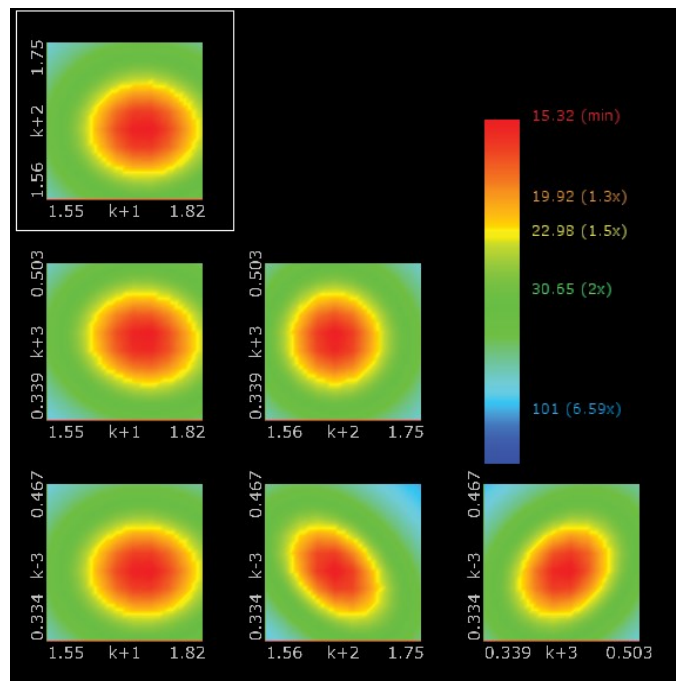 1.75
k+2
1.56
1.55 k+1 1.82
15.32 (min)
19.92 (1.3x)
22.98 (1.5x)
30.65 (2x)
101 (6.59x)
0.503
k+3
0.339
1.55 k+1 1.82
0.503
k+3
0.339
1.56 k+2 1.75
0.467
k-3
0.334
1.55 k+1 1.82
0.467
k-3
0.334
1.56 k+2 1.75
0.467
k-3
0.334
0.339 k+3 0.503